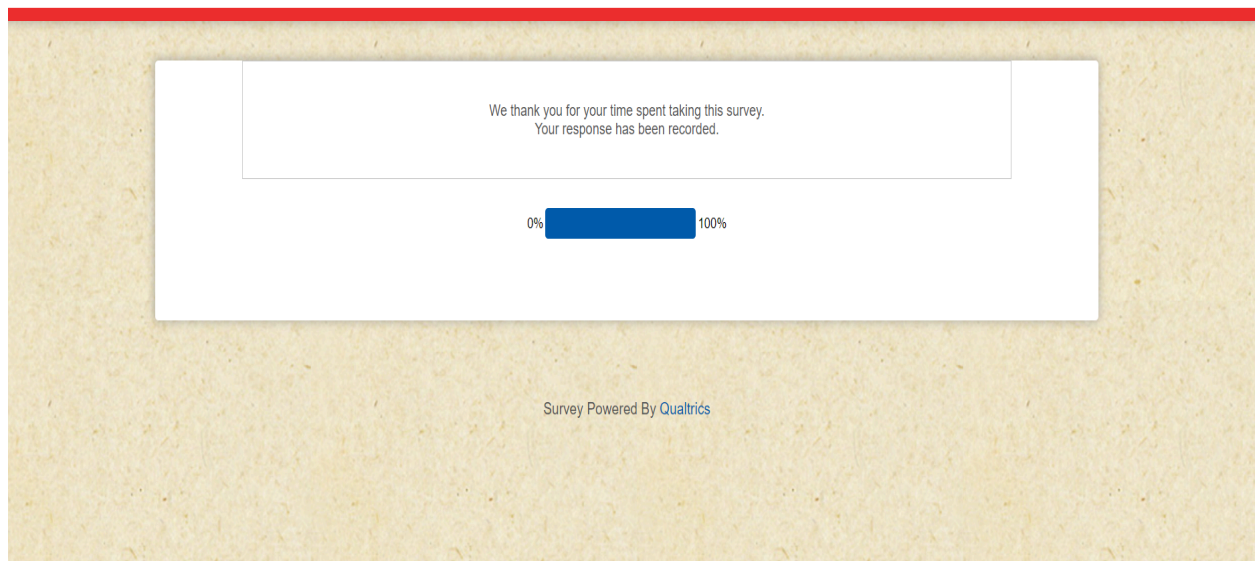 We thank you for your time spent taking this survey.
Your response has been recorded.
0% 100%
Survey Powered By Qualtrics